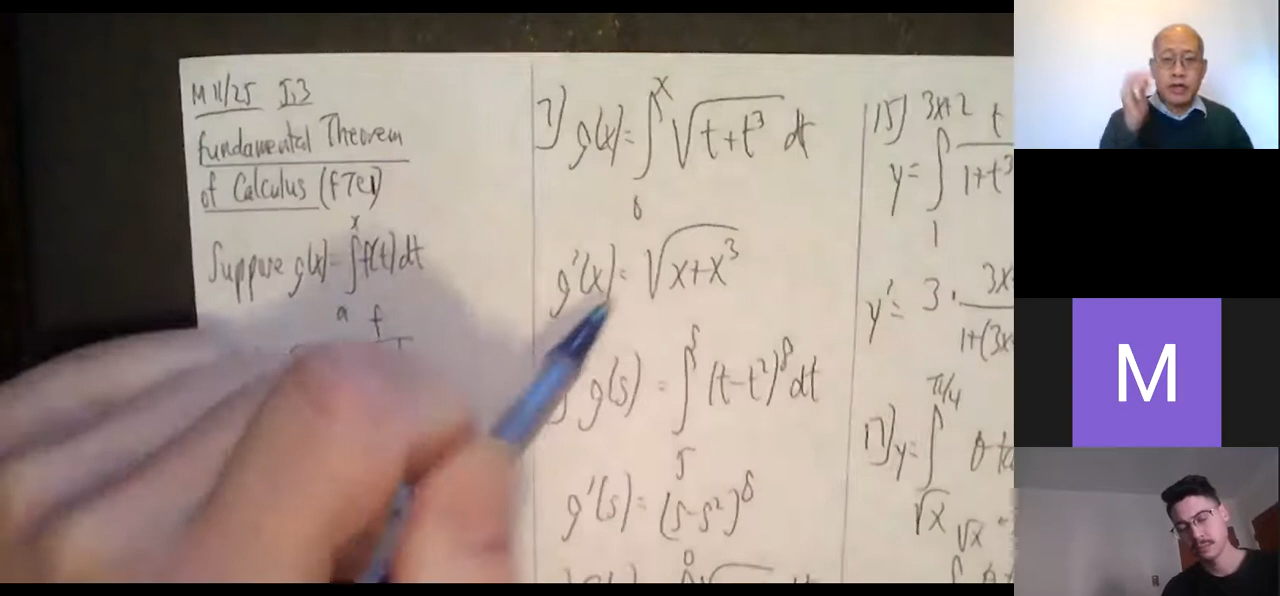 M 11/25 5.3
Fundamental Theorem
of Calculus (FTC1)
Suppose g(x) = ∫ₐˣ f(t) dt
f
7) g(x) = ∫₀ˣ √(t+t³) dt
g'(x) = √(x+x³)
g(s) = ∫₅ˢ (t-t²)⁸ dt
g'(s) = (s-s²)⁸
15) y = ∫₁³ˣ⁺² t / 1+t³
y' = 3 · 3x / 1+(3x
17) y = ∫ π/4 √x θ ta
√x
M